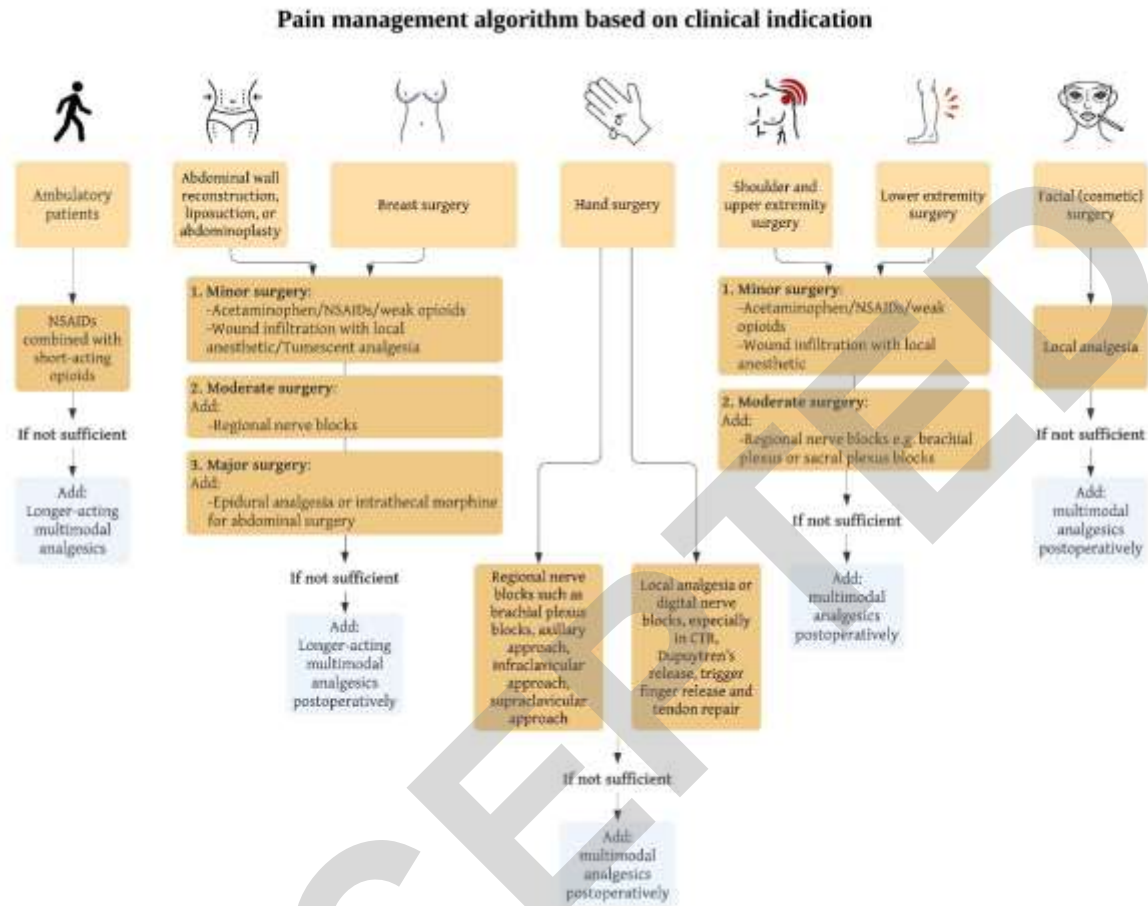 Pain management algorithm based on clinical indication
Ambulatory
patients
Abdominal wall
reconstruction,
liposuction, or
abdominoplasty
Breast surgery
Hand surgery
Shoulder and
upper extremity
surgery
Lower extremity
surgery
Facial (cosmetic)
surgery
NSAIDs
combined with
short-acting
opioids
If not sufficient
Add:
Longer-acting
multimodal
analgesics
1. Minor surgery:
-Acetaminophen/NSAIDs/weak opioids
-Wound infiltration with local
anesthetic/Tumescent analgesia
2. Moderate surgery:
Add:
-Regional nerve blocks
3. Major surgery:
Add:
-Epidural analgesia or intrathecal morphine
for abdominal surgery
If not sufficient
Add:
Longer-acting
multimodal
analgesics
postoperatively
Regional nerve
blocks such as
brachial plexus
blocks, axillary
approach,
infraclavicular
approach,
supraclavicular
approach
Local analgesia or
digital nerve
blocks, especially
in CTR,
Dupuytren's
release, trigger
finger release and
tendon repair
If not sufficient
Add:
multimodal
analgesics
postoperatively
1. Minor surgery:
-Acetaminophen/NSAIDs/weak
opioids
-Wound infiltration with local
anesthetic
2. Moderate surgery:
Add:
-Regional nerve blocks e.g. brachial
plexus or sacral plexus blocks
If not sufficient
Add:
multimodal
analgesics
postoperatively
Local analgesia
If not sufficient
Add:
multimodal
analgesics
postoperatively
CEPTED